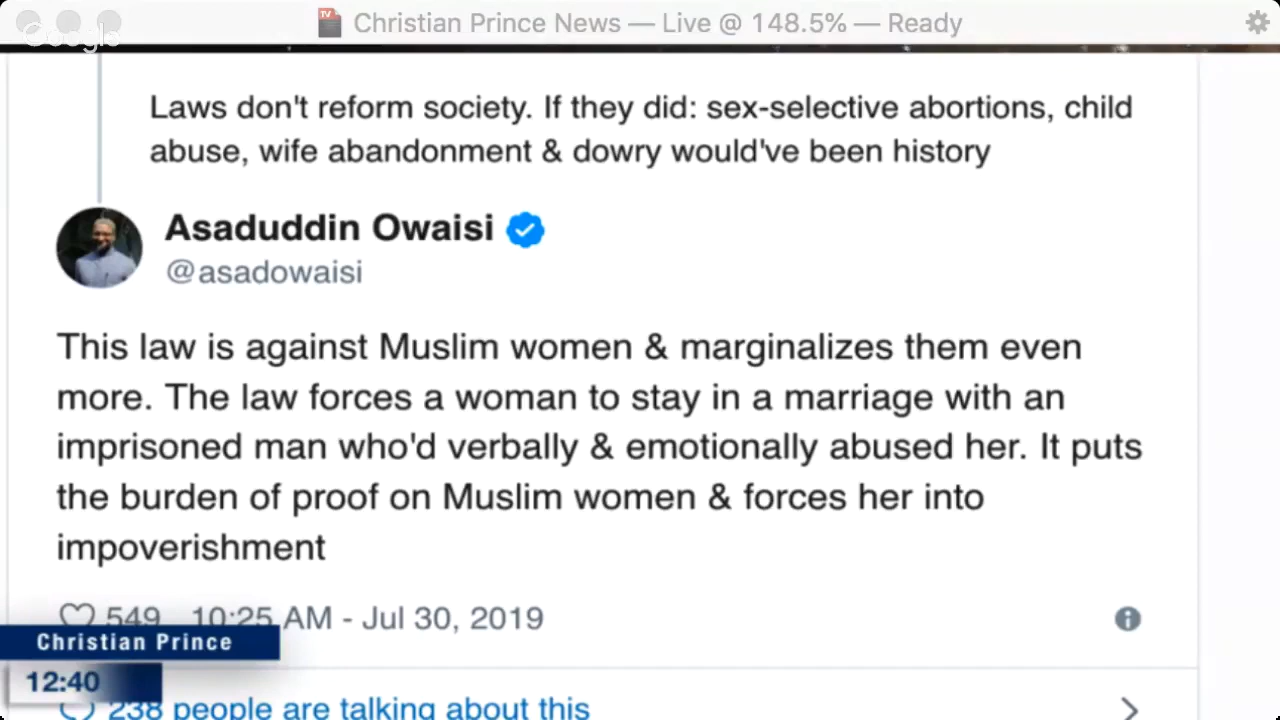 Christian Prince News — Live @ 148.5% — Ready
Google
Laws don't reform society. If they did: sex-selective abortions, child
abuse, wife abandonment & dowry would've been history
Asaduddin Owaisi
@asadowaisi
This law is against Muslim women & marginalizes them even
more. The law forces a woman to stay in a marriage with an
imprisoned man who'd verbally & emotionally abused her. It puts
the burden of proof on Muslim women & forces her into
impoverishment
549 10:25 AM - Jul 30, 2019
Christian Prince
12:40
238 people are talking about this